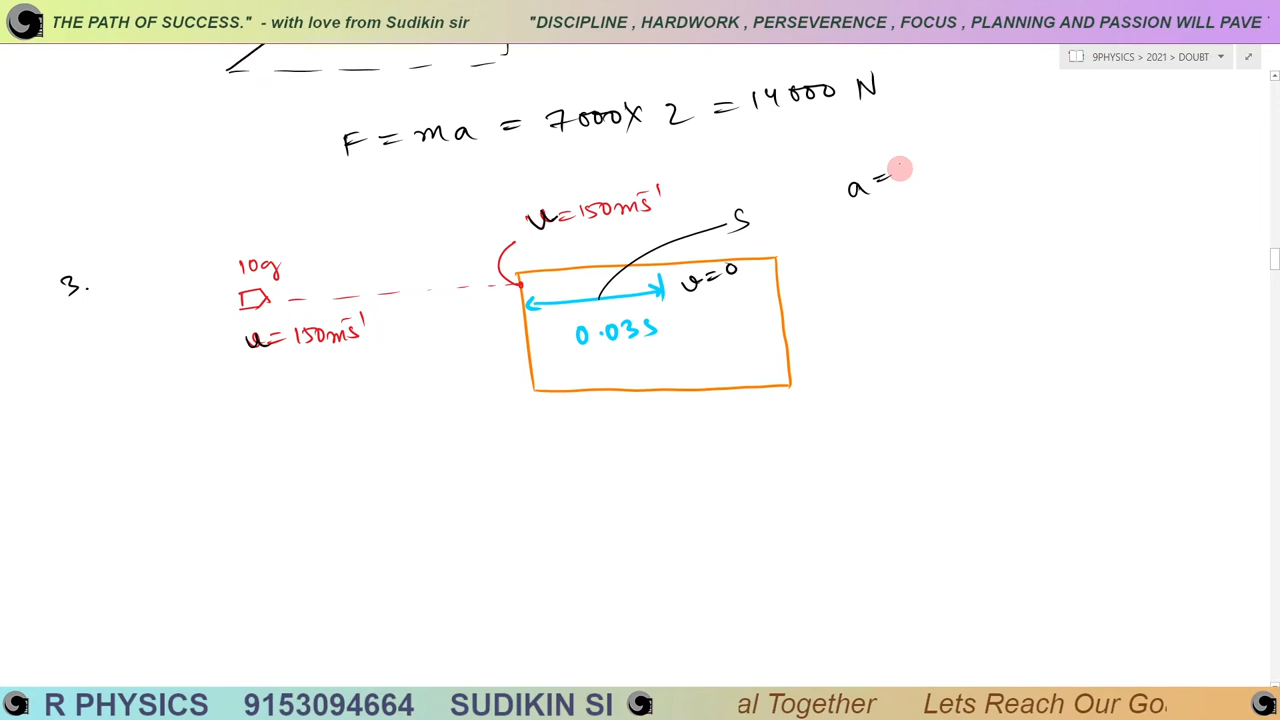 THE PATH OF SUCCESS." - with love from Sudikin sir "DISCIPLINE , HARDWORK , PERSEVERENCE , FOCUS , PLANNING AND PASSION WILL PAVE
9PHYSICS > 2021 > DOUBT
F = ma = 7000 x 2 = 14000 N
a =
u = 150ms⁻¹
S
3.
10g
v = 0
u = 150ms⁻¹
0.03s
R PHYSICS 9153094664 SUDIKIN SI al Together Lets Reach Our Go